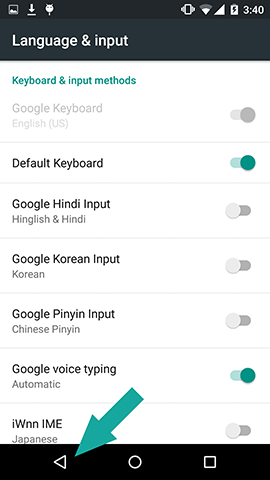 3:40
Language & input
Keyboard & input methods
Google Keyboard
English (US)
Default Keyboard
Google Hindi Input
Hinglish & Hindi
Google Korean Input
Korean
Google Pinyin Input
Chinese Pinyin
Google voice typing
Automatic
iWnn IME
Japanese